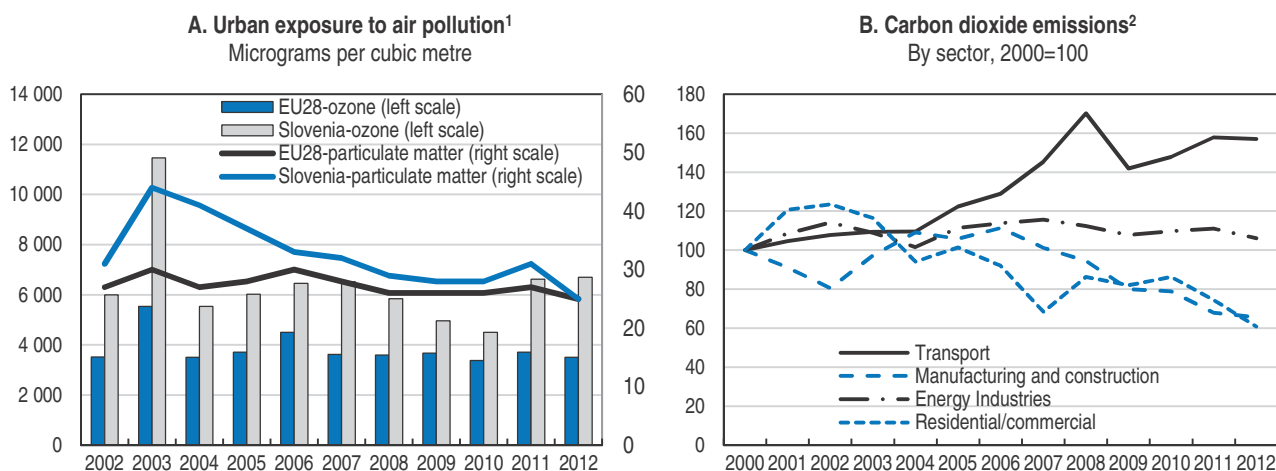 A. Urban exposure to air pollution¹
Micrograms per cubic metre
14 000
12 000
10 000
8 000
6 000
4 000
2 000
0
60
50
40
30
20
10
0
EU28-ozone (left scale)
Slovenia-ozone (left scale)
EU28-particulate matter (right scale)
Slovenia-particulate matter (right scale)
2002 2003 2004 2005 2006 2007 2008 2009 2010 2011 2012
B. Carbon dioxide emissions²
By sector, 2000=100
180
160
140
120
100
80
60
40
20
0
Transport
Manufacturing and construction
Energy Industries
Residential/commercial
2000 2001 2002 2003 2004 2005 2006 2007 2008 2009 2010 2011 2012